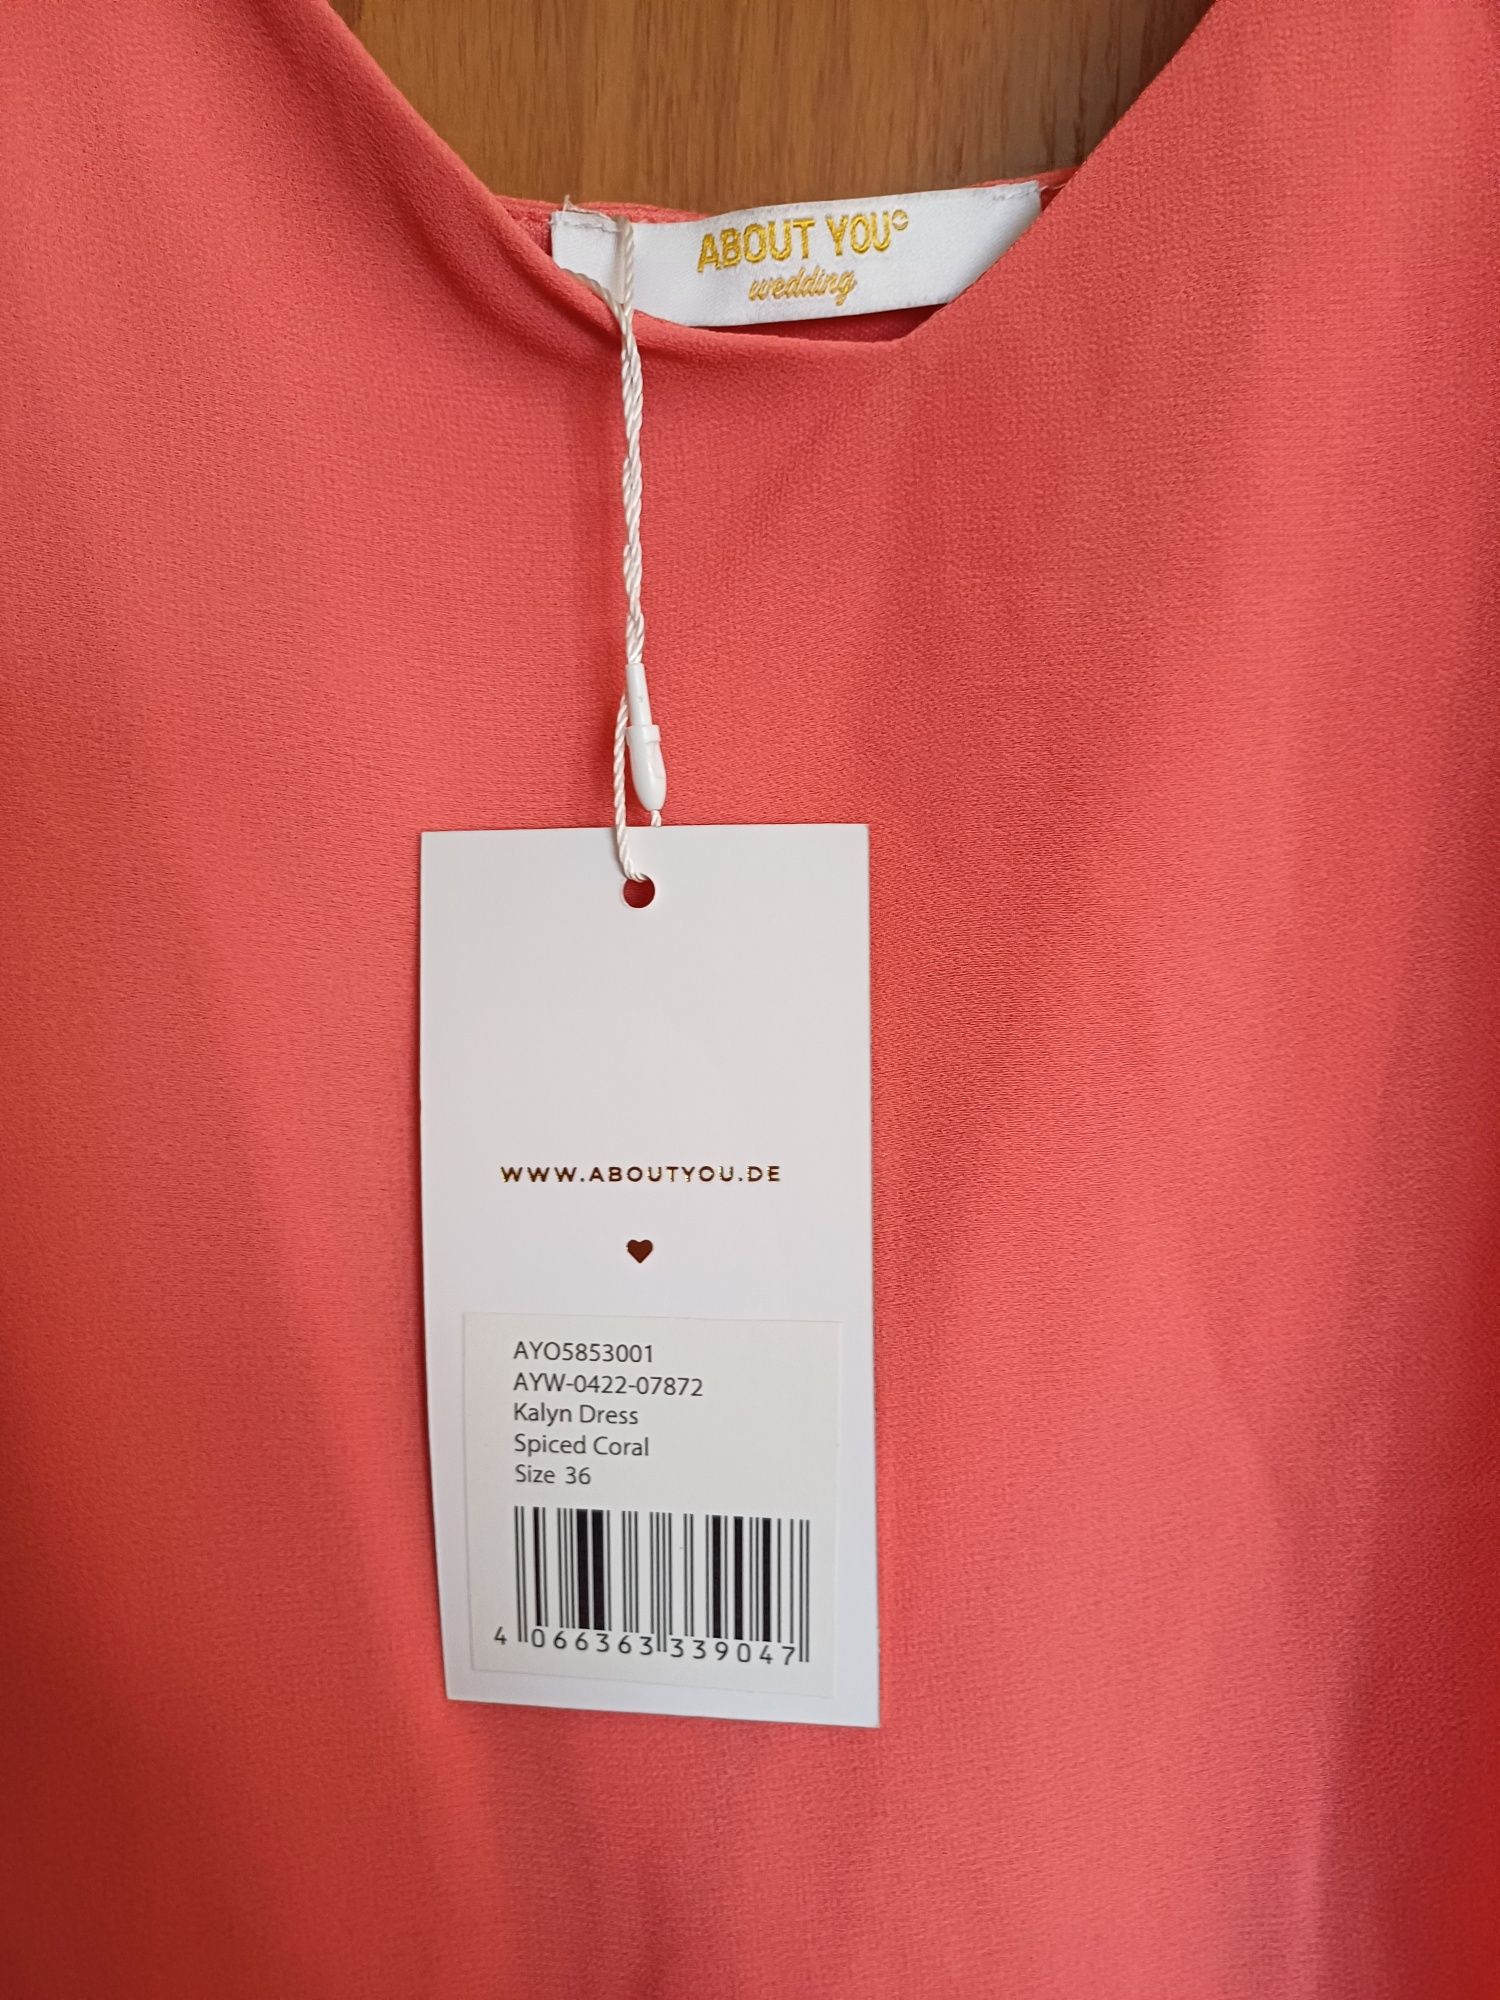 ABOUT YOU
wedding
WWW.ABOUTYOU.DE
AYO5853001
AYW-0422-07872
Kalyn Dress
Spiced Coral
Size 36
4 066363 339047